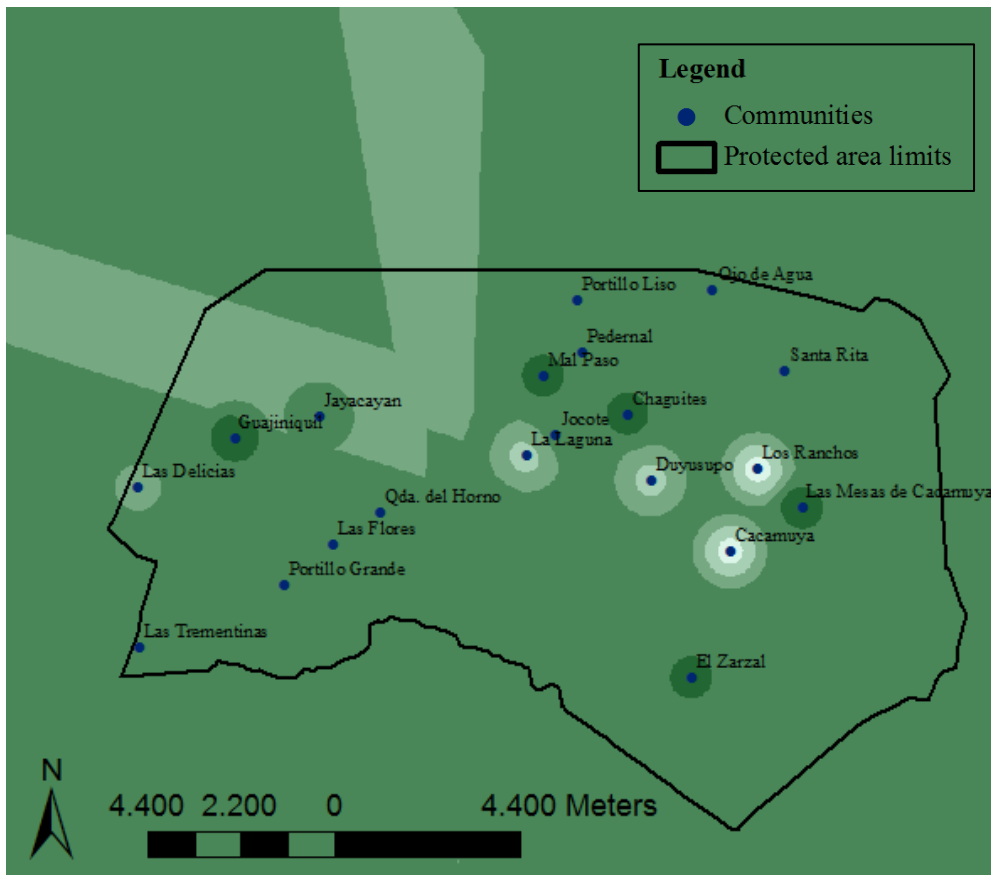 Legend
Communities
Protected area limits
Ojo de Agua
Portillo Liso
Pedernal
Mal Paso
Santa Rita
Jayacayan
Chaguites
Guajiniquil
Jocote
La Laguna
Los Ranchos
Duyusupo
Las Delicias
Las Mesas de Cacamuya
Qda. del Horno
Las Flores
Cacamuya
Portillo Grande
Las Trementinas
El Zarzal
N
4.400 2.200 0 4.400 Meters